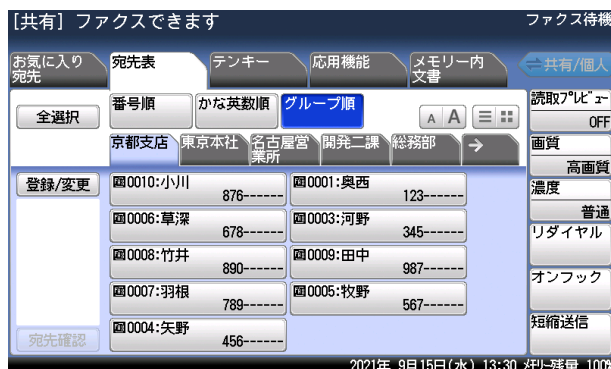 [共有] ファクスできます
ファクス待機
お気に入り
宛先
宛先表
テンキー
応用機能
メモリー内
文書
共有/個人
全選択
番号順
かな英数順
グループ順
A A
読取プレビュー
OFF
京都支店
東京本社
名古屋営
業所
開発二課
総務部
→
画質
高画質
登録/変更
0010:小川
876------
0001:奥西
123------
濃度
普通
0006:草深
678------
0003:河野
345------
リダイヤル
0008:竹井
890------
0009:田中
987------
オンフック
0007:羽根
789------
0005:牧野
567------
短縮送信
0004:矢野
456------
宛先確認
2021年 9月15日(水) 13:30 メモリー残量 100%